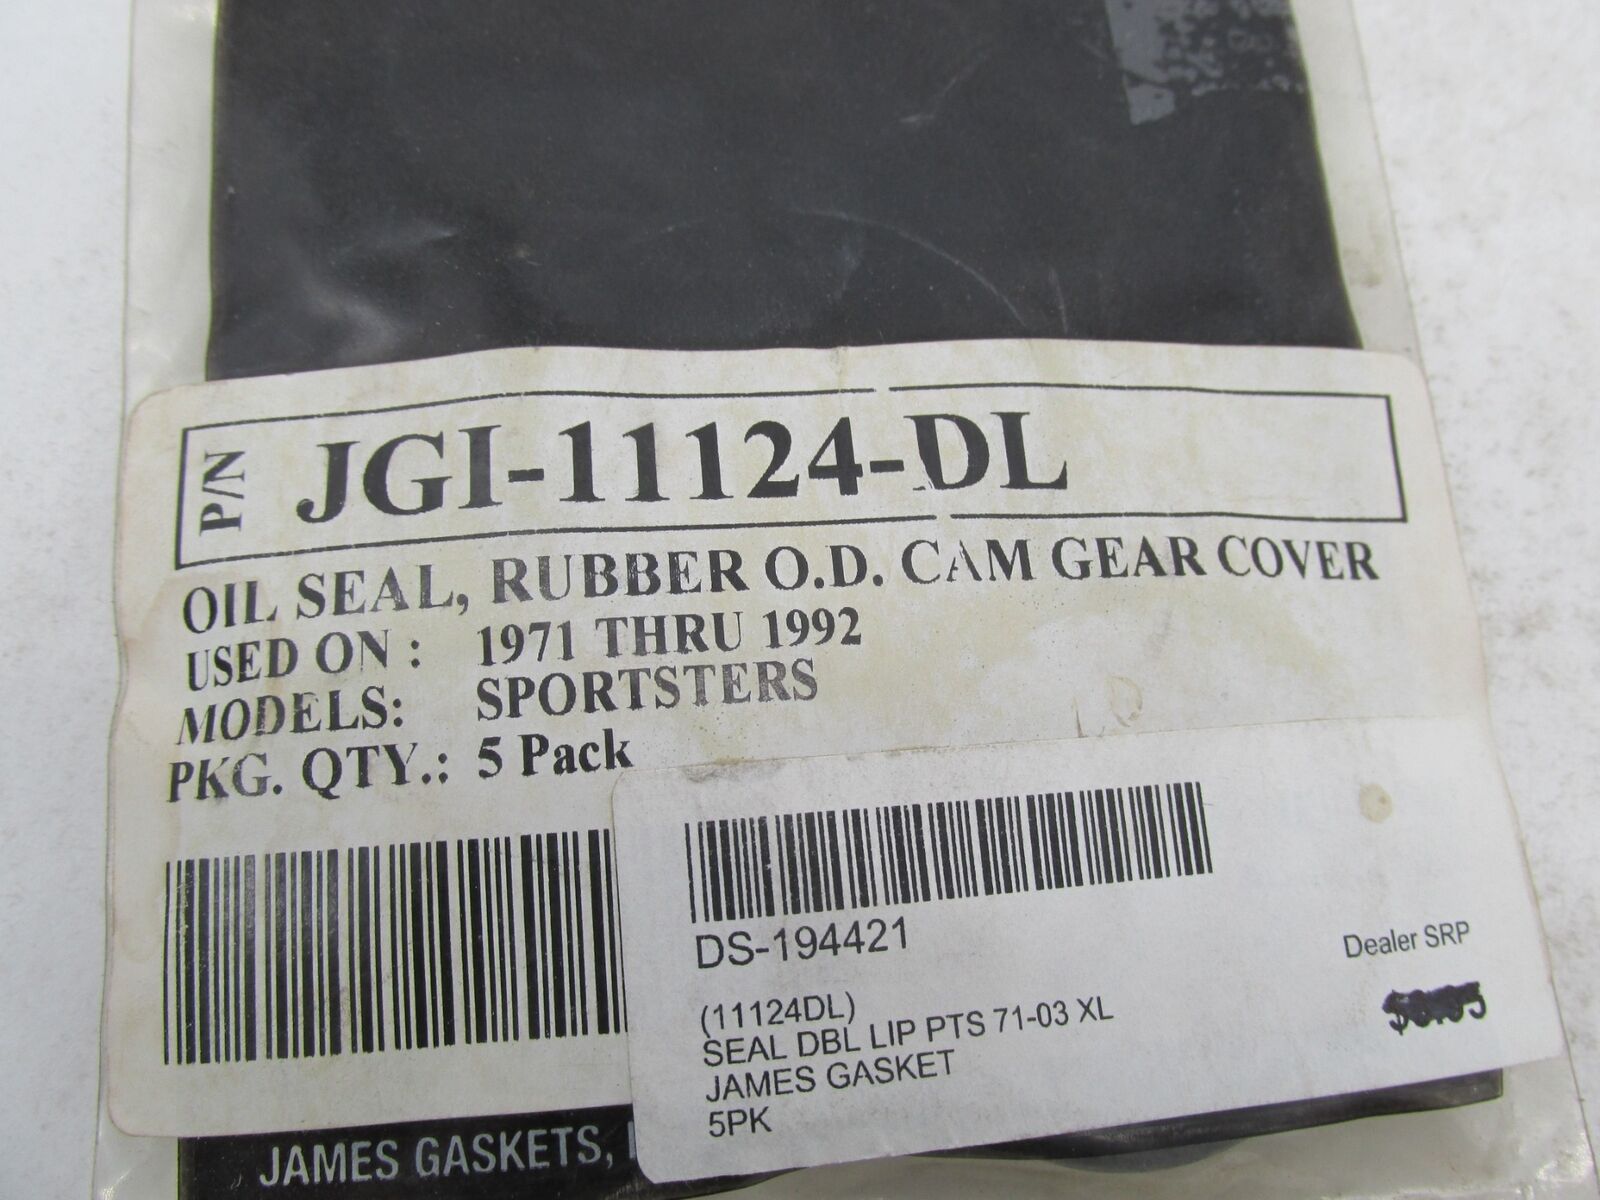 P/N JGI-11124-DL
OIL SEAL, RUBBER O.D. CAM GEAR COVER
USED ON : 1971 THRU 1992
MODELS: SPORTSTERS
PKG. QTY.: 5 Pack
DS-194421
Dealer SRP
(11124DL)
SEAL DBL LIP PTS 71-03 XL
JAMES GASKET
5PK
JAMES GASKETS,